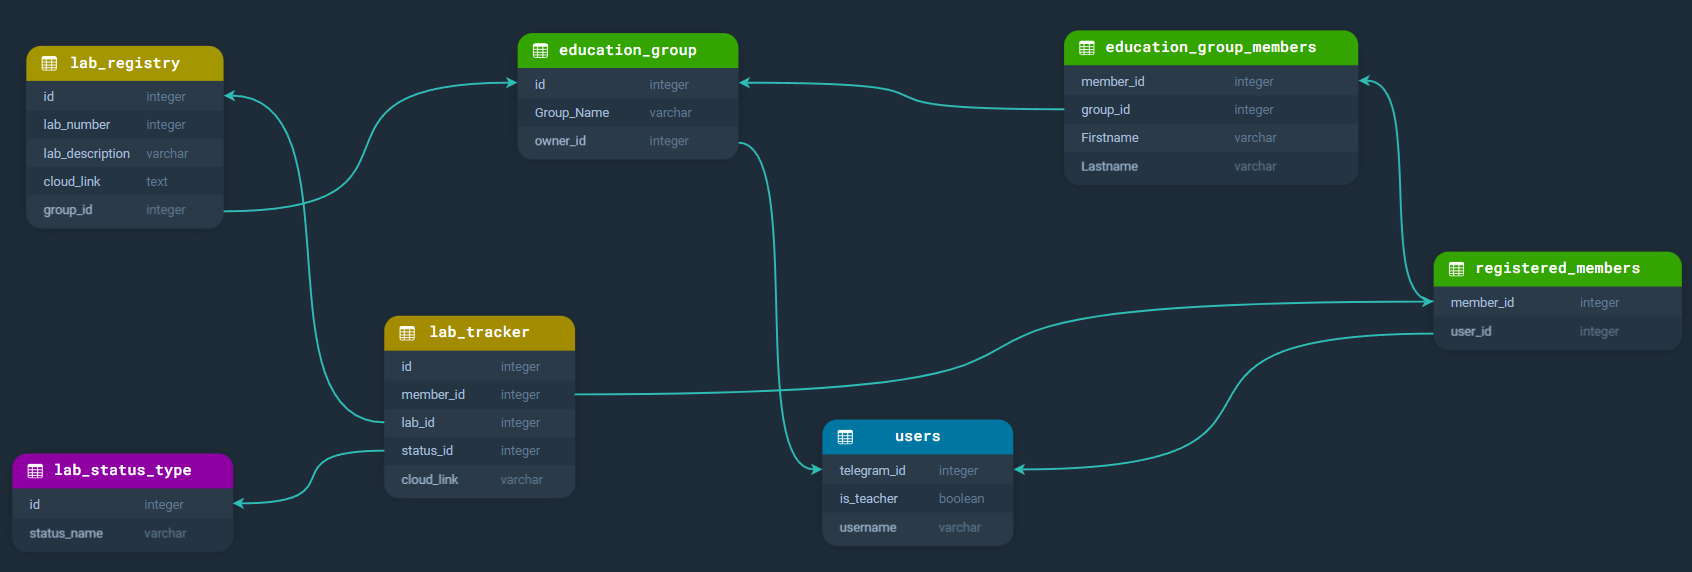 lab_registry
id integer
lab_number integer
lab_description varchar
cloud_link text
group_id integer
education_group
id integer
Group_Name varchar
owner_id integer
education_group_members
member_id integer
group_id integer
Firstname varchar
Lastname varchar
registered_members
member_id integer
user_id integer
lab_tracker
id integer
member_id integer
lab_id integer
status_id integer
cloud_link varchar
users
telegram_id integer
is_teacher boolean
username varchar
lab_status_type
id integer
status_name varchar